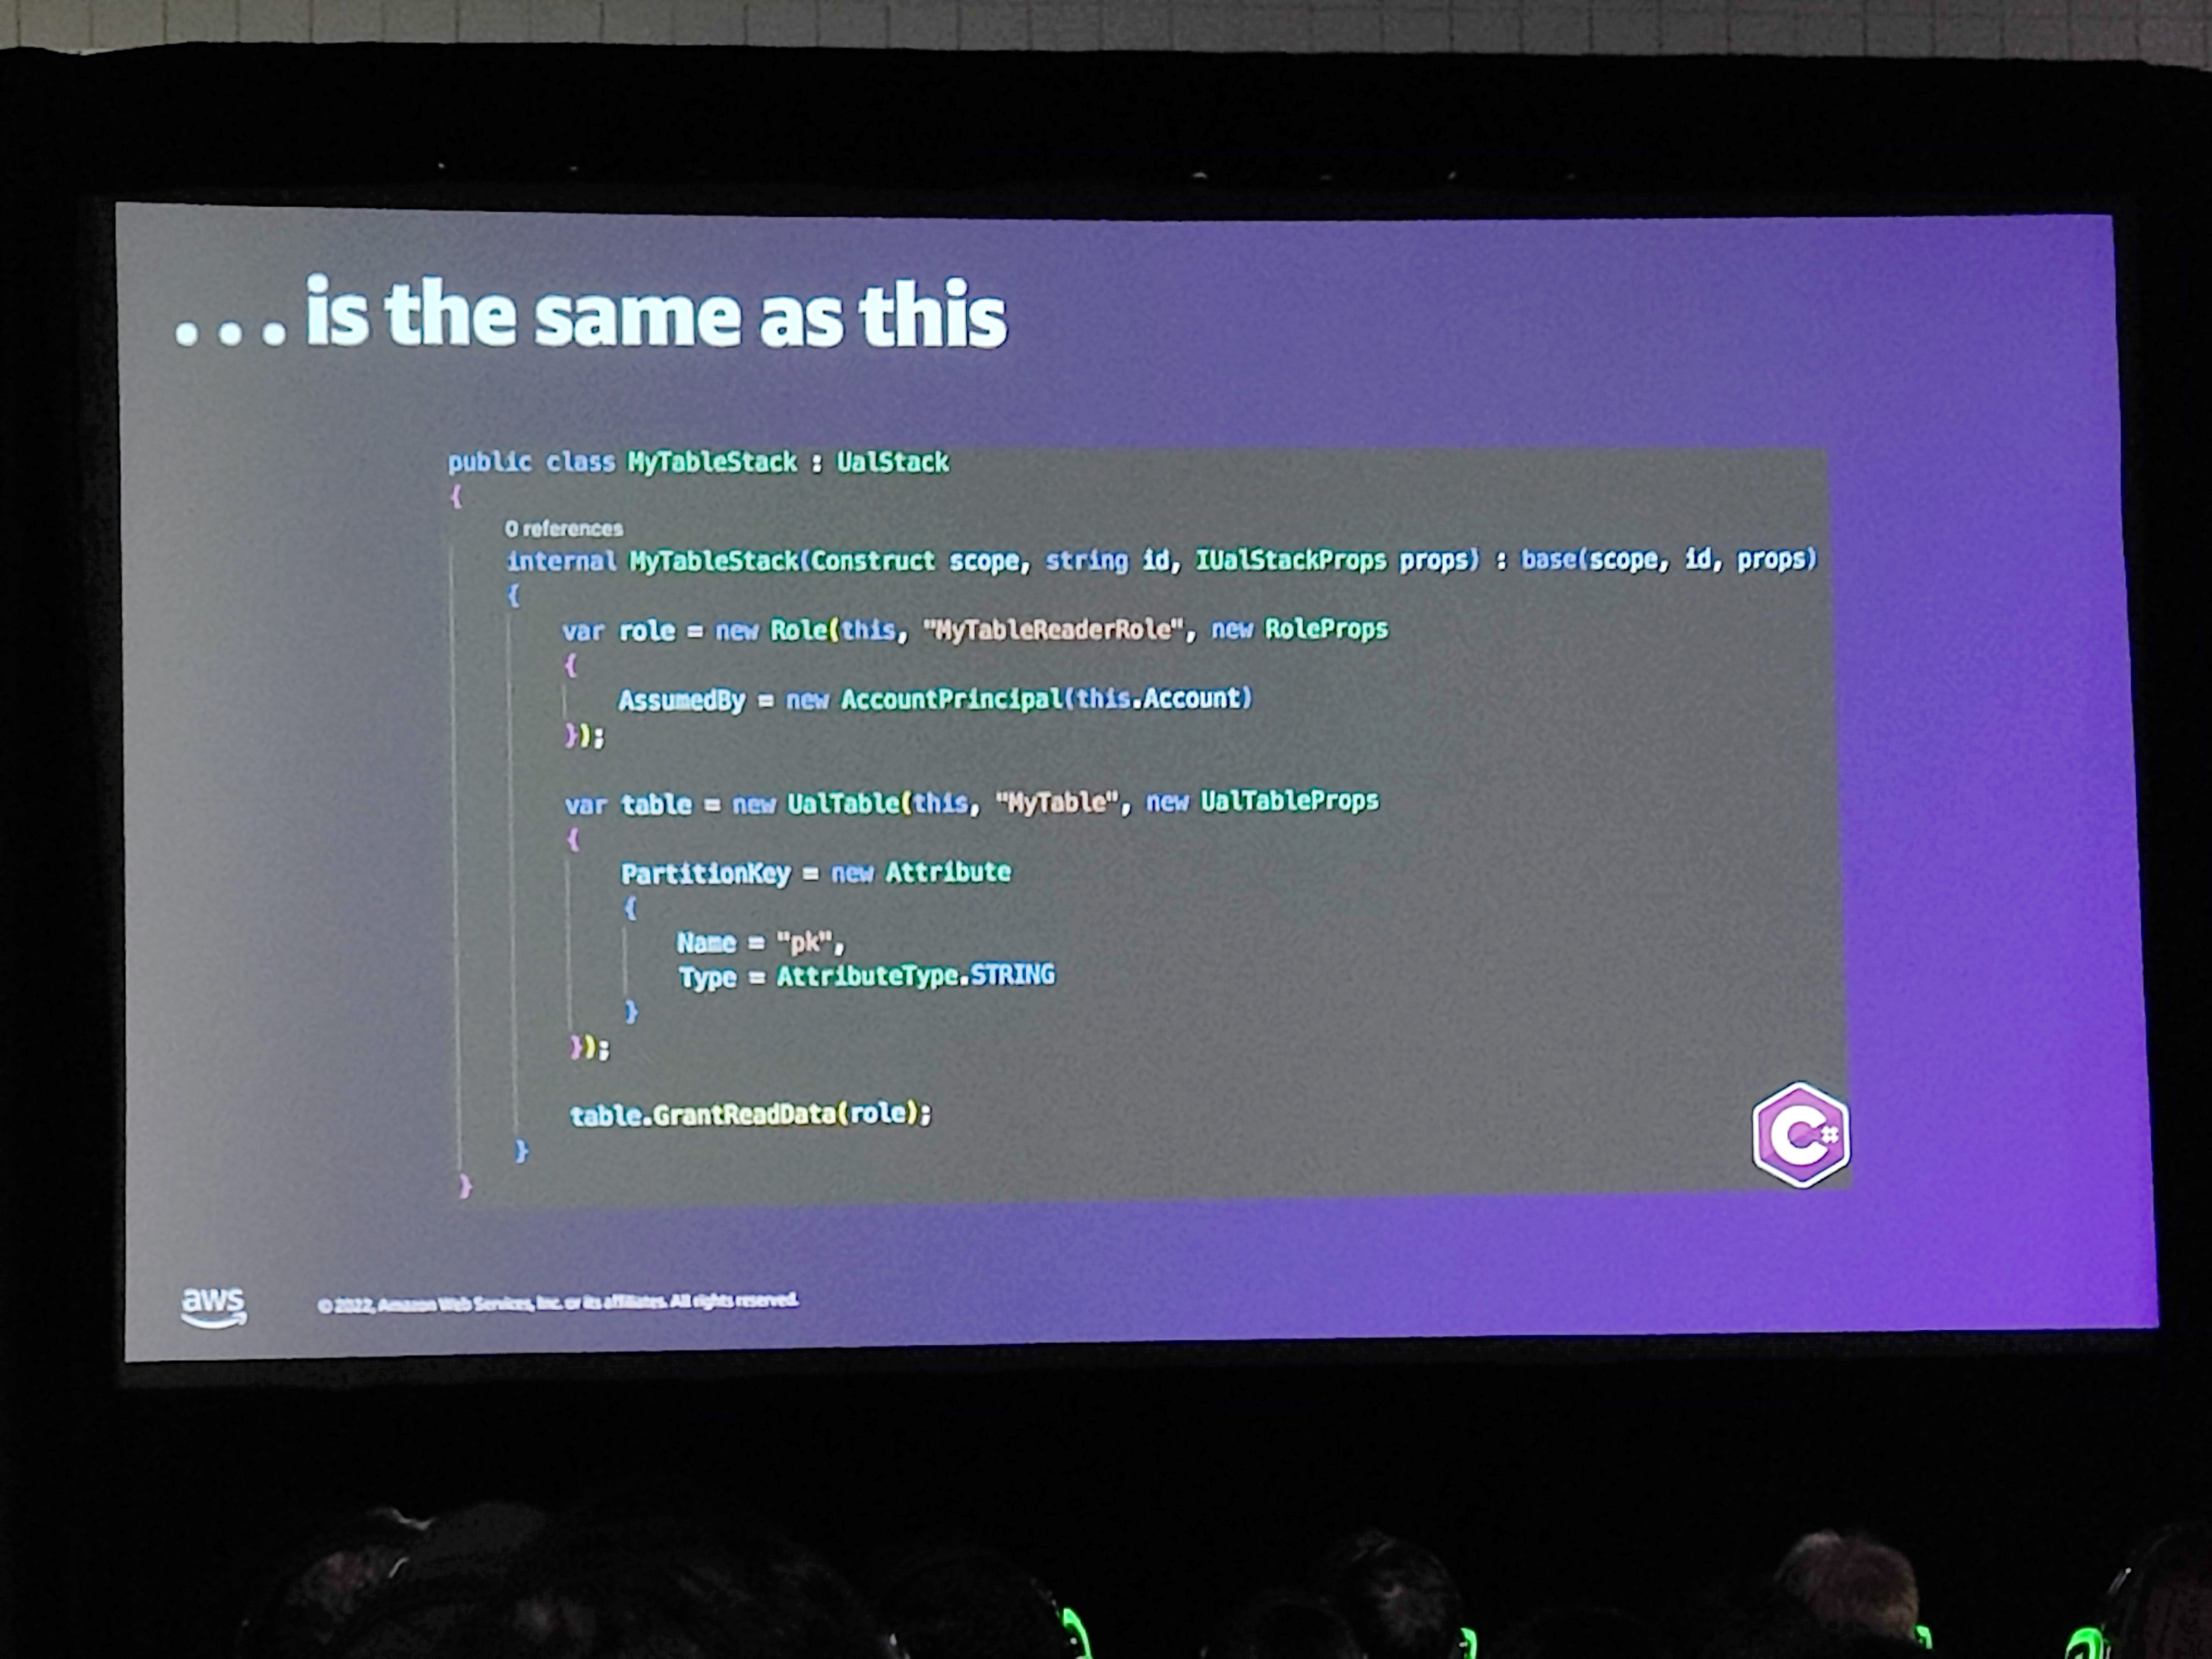 ... is the same as this
public class MyTableStack : UalStack
{
0 references
internal MyTableStack(Construct scope, string id, IUalStackProps props) : base(scope, id, props)
{
var role = new Role(this, "MyTableReaderRole", new RoleProps
{
AssumedBy = new AccountPrincipal(this.Account)
});
var table = new UalTable(this, "MyTable", new UalTableProps
{
PartitionKey = new Attribute
{
Name = "pk",
Type = AttributeType.STRING
}
});
table.GrantReadData(role);
}
}
C#
aws
© 2022, Amazon Web Services, Inc. or its affiliates. All rights reserved.